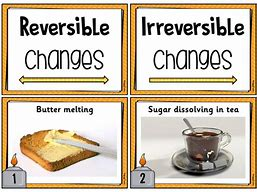 Reversible
Changes
Irreversible
Changes
Butter melting
1
Sugar dissolving in tea
2